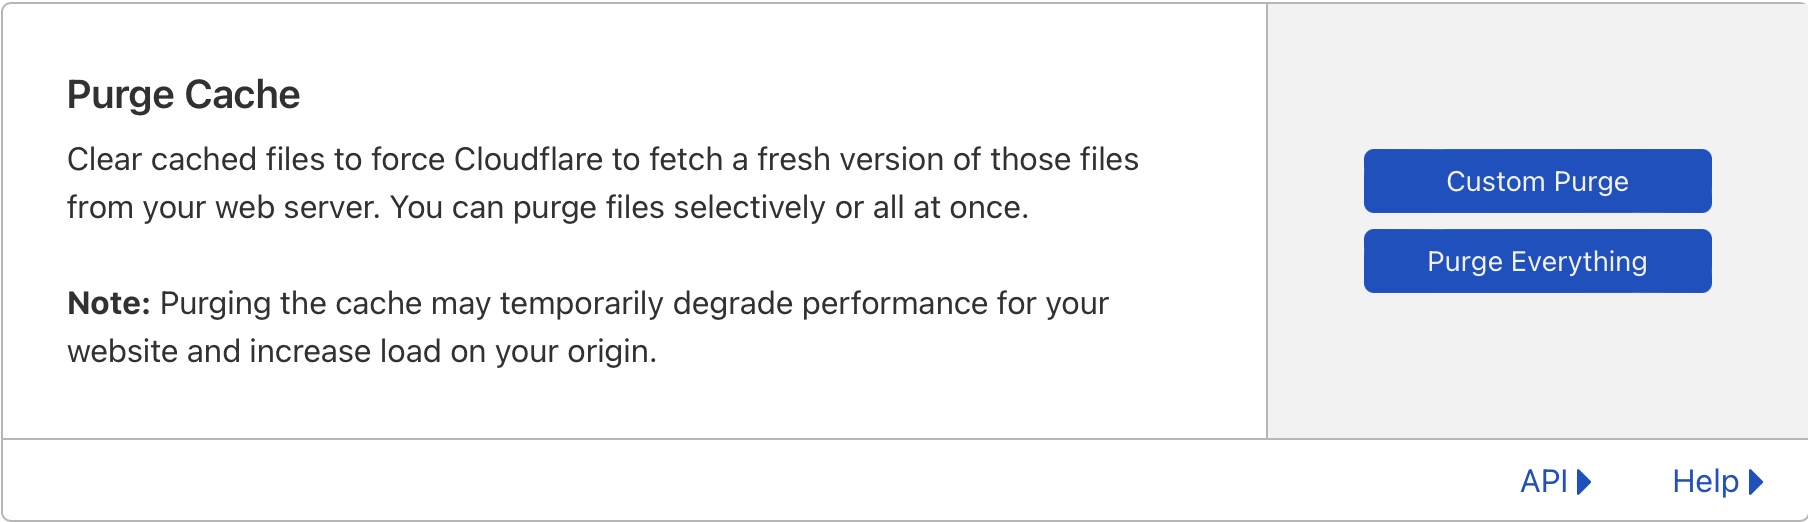 Purge Cache
Clear cached files to force Cloudflare to fetch a fresh version of those files
from your web server. You can purge files selectively or all at once.
Note: Purging the cache may temporarily degrade performance for your
website and increase load on your origin.
Custom Purge
Purge Everything
API
Help